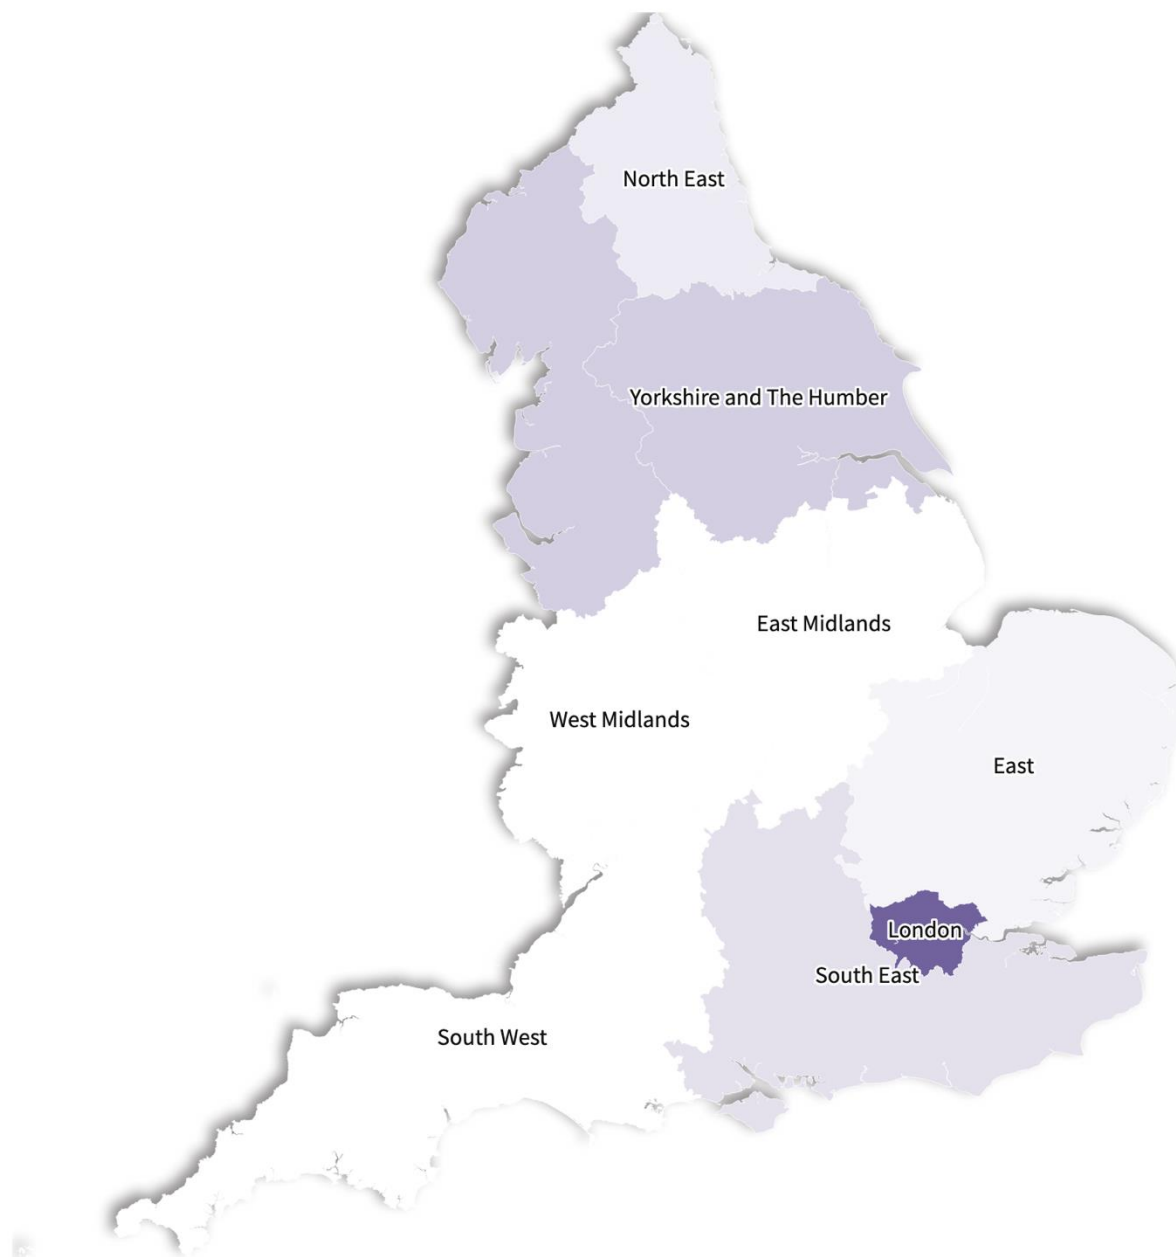 North East
Yorkshire and The Humber
East Midlands
West Midlands
East
London
South East
South West